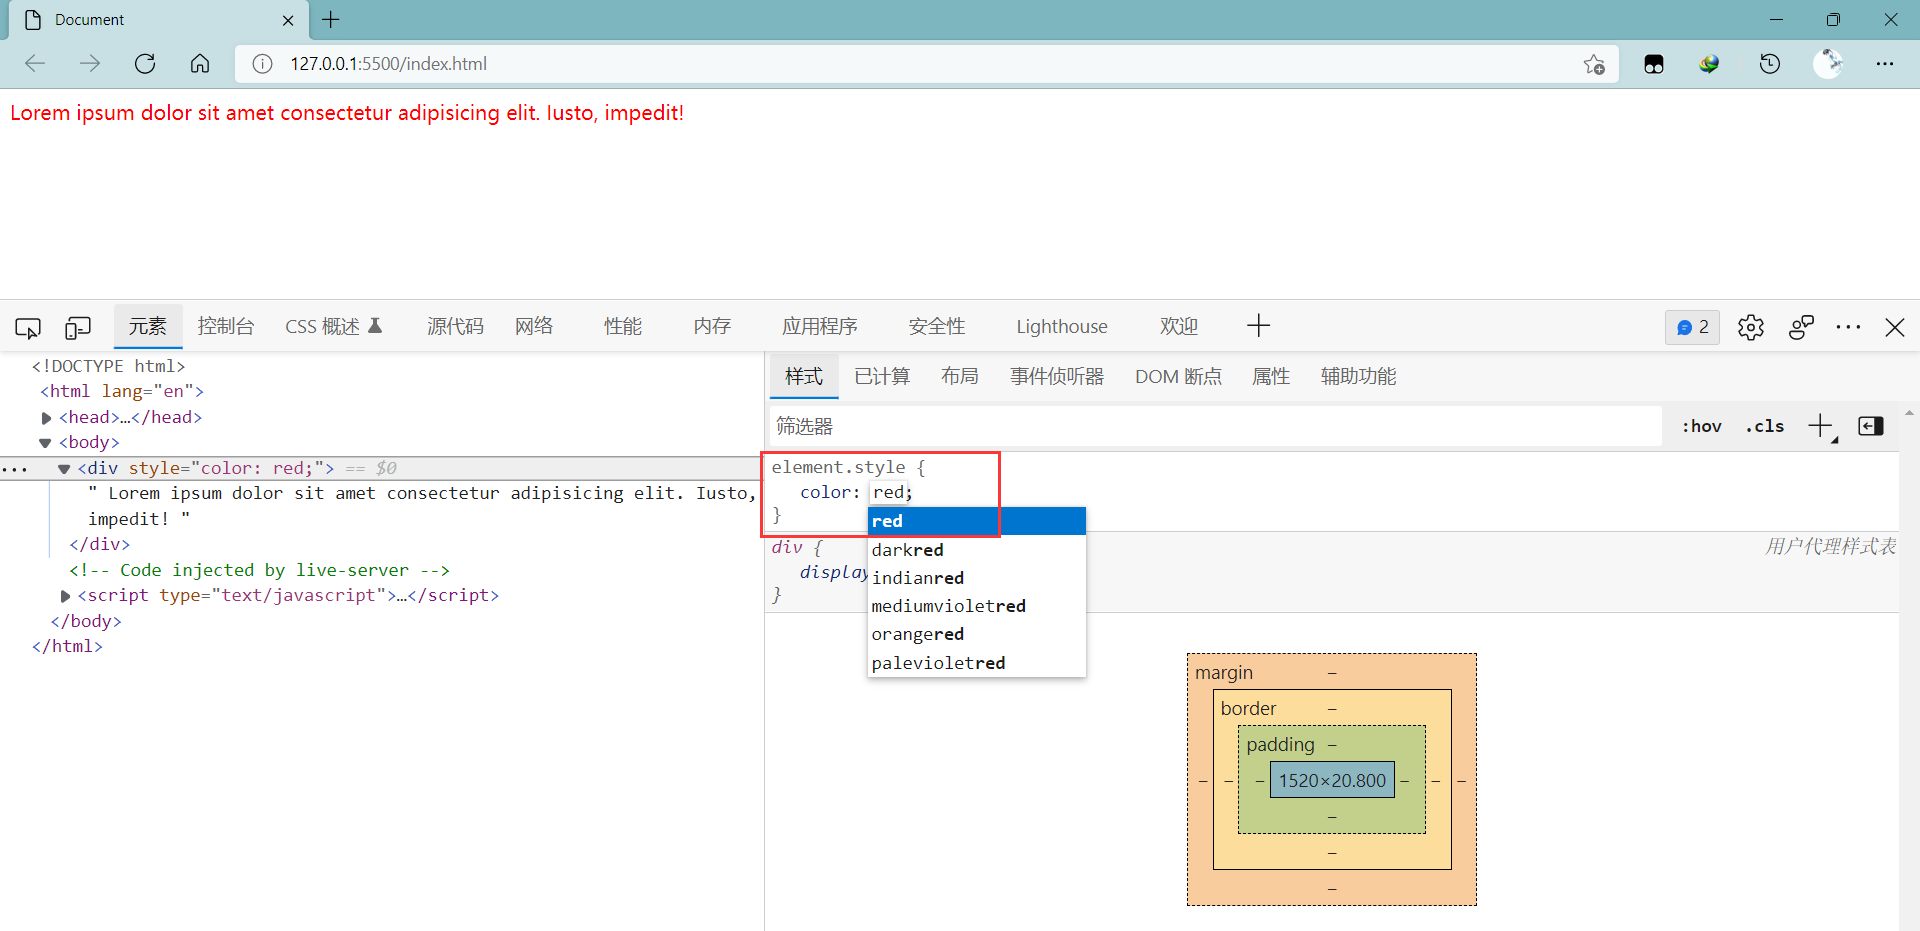 Document
127.0.0.1:5500/index.html
Lorem ipsum dolor sit amet consectetur adipisicing elit. Iusto, impedit!
元素 控制台 CSS 概述 源代码 网络 性能 内存 应用程序 安全性 Lighthouse 欢迎 2
<!DOCTYPE html>
<html lang="en">
<head>…</head>
<body>
… <div style="color: red;"> == $0
" Lorem ipsum dolor sit amet consectetur adipisicing elit. Iusto,
impedit! "
</div>
<!-- Code injected by live-server -->
<script type="text/javascript">…</script>
</body>
</html>
样式 已计算 布局 事件侦听器 DOM 断点 属性 辅助功能
筛选器 :hov .cls
element.style {
color: red;
}
red
darkred
indianred
mediumvioletred
orangered
palevioletred
div { 用户代理样式表
display
}
margin –
border –
padding –
– – – 1520×20.800 – – –
–
–
–